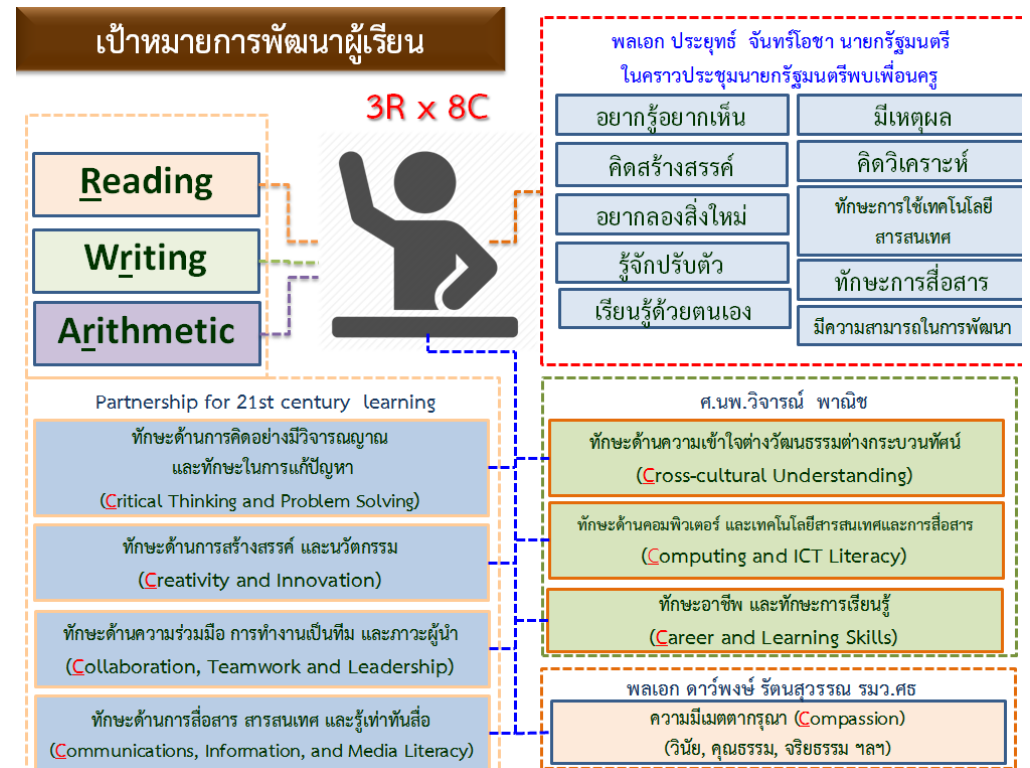 เป้าหมายการพัฒนาผู้เรียน
3R x 8C
Reading
Writing
Arithmetic
พลเอก ประยุทธ์ จันทร์โอชา นายกรัฐมนตรี
ในคราวประชุมนายกรัฐมนตรีพบเพื่อนครู
อยากรู้อยากเห็น
คิดสร้างสรรค์
อยากลองสิ่งใหม่
รู้จักปรับตัว
เรียนรู้ด้วยตนเอง
มีเหตุผล
คิดวิเคราะห์
ทักษะการใช้เทคโนโลยี
สารสนเทศ
ทักษะการสื่อสาร
มีความสามารถในการพัฒนา
Partnership for 21st century learning
ทักษะด้านการคิดอย่างมีวิจารณญาณ
และทักษะในการแก้ปัญหา
(Critical Thinking and Problem Solving)
ทักษะด้านการสร้างสรรค์ และนวัตกรรม
(Creativity and Innovation)
ทักษะด้านความร่วมมือ การทำงานเป็นทีม และภาวะผู้นำ
(Collaboration, Teamwork and Leadership)
ทักษะด้านการสื่อสาร สารสนเทศ และรู้เท่าทันสื่อ
(Communications, Information, and Media Literacy)
ศ.นพ.วิจารณ์ พาณิช
ทักษะด้านความเข้าใจต่างวัฒนธรรมต่างกระบวนทัศน์
(Cross-cultural Understanding)
ทักษะด้านคอมพิวเตอร์ และเทคโนโลยีสารสนเทศและการสื่อสาร
(Computing and ICT Literacy)
ทักษะอาชีพ และทักษะการเรียนรู้
(Career and Learning Skills)
พลเอก ดาว์พงษ์ รัตนสุวรรณ รมว.ศธ
ความมีเมตตากรุณา (Compassion)
(วินัย, คุณธรรม, จริยธรรม ฯลฯ)